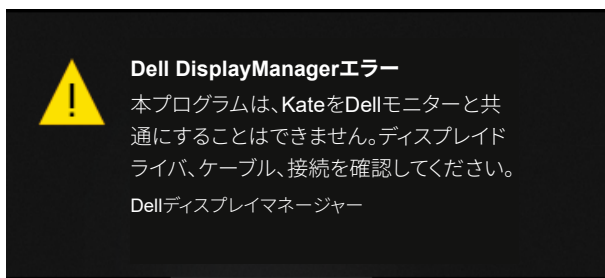 Dell DisplayManagerエラー
本プログラムは、KateをDellモニターと共
通にすることはできません。ディスプレイド
ライバ、ケーブル、接続を確認してください。
Dellディスプレイマネージャー